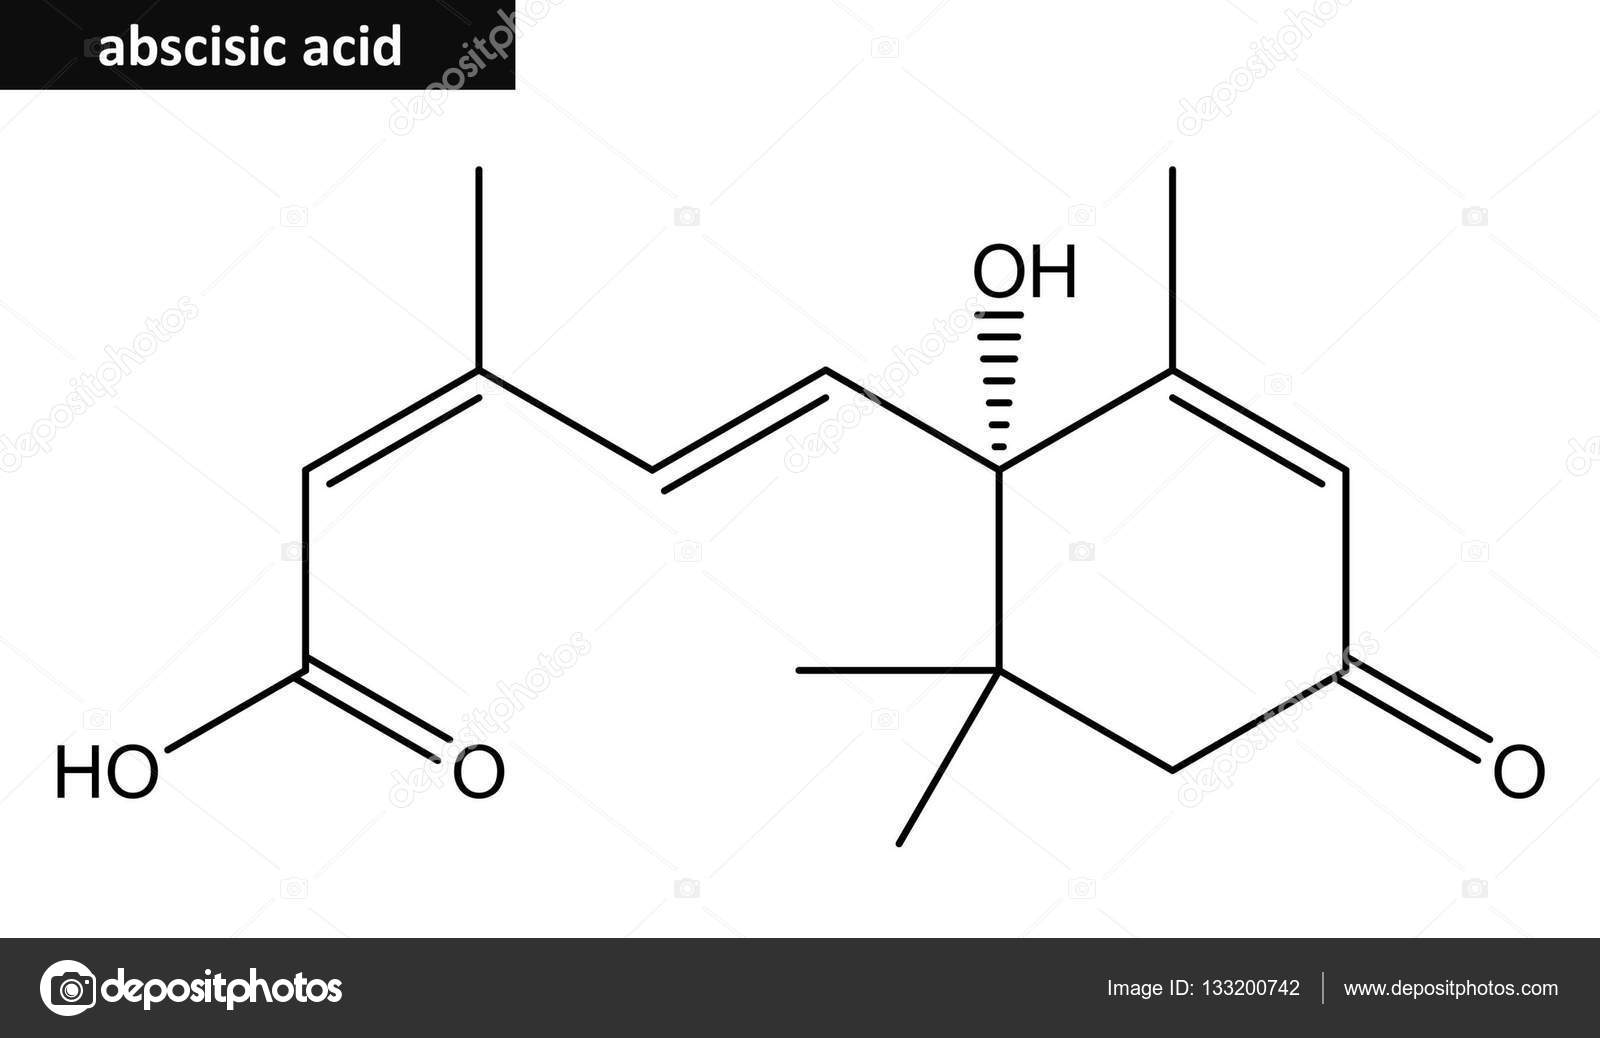 abscisic acid
OH
HO
O
O
depositphotos
Image ID: 133200742
www.depositphotos.com